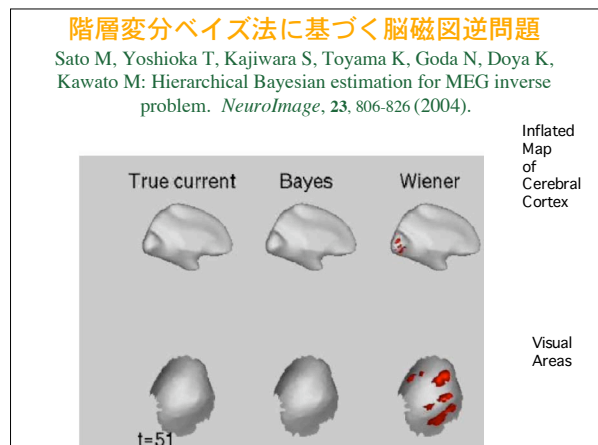 階層変分ベイズ法に基づく脳磁図逆問題
Sato M, Yoshioka T, Kajiwara S, Toyama K, Goda N, Doya K,
Kawato M: Hierarchical Bayesian estimation for MEG inverse
problem. NeuroImage, 23, 806-826 (2004).
Inflated
Map
of
Cerebral
Cortex
True current Bayes Wiener
Visual
Areas
t=51